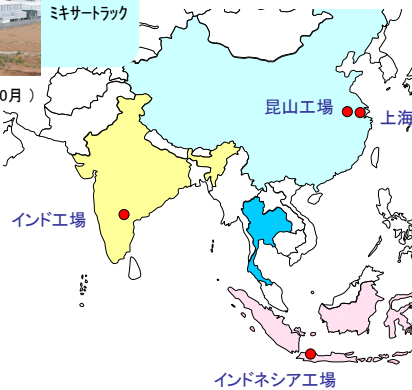 ミキサートラック
0月 ）
昆山工場
上海
インド工場
インドネシア工場